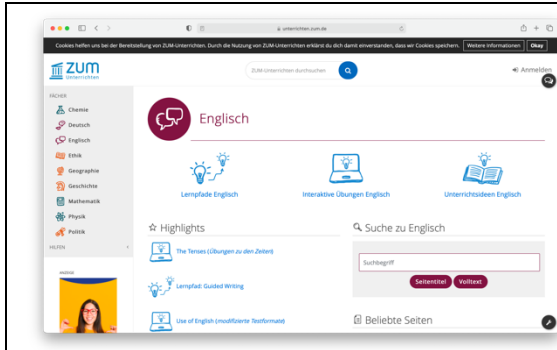 unterrichten.zum.de
Cookies helfen uns bei der Bereitstellung von ZUM-Unterrichten. Durch die Nutzung von ZUM-Unterrichten erklärst du dich damit einverstanden, dass wir Cookies speichern.
Weitere Informationen
Okay
ZUM
Unterrichten
ZUM-Unterrichten durchsuchen
Anmelden
FÄCHER
Chemie
Deutsch
Englisch
Ethik
Geographie
Geschichte
Mathematik
Physik
Politik
HILFEN
ANZEIGE
Englisch
Lernpfade Englisch
Interaktive Übungen Englisch
Unterrichtsideen Englisch
Highlights
The Tenses (Übungen zu den Zeiten)
Lernpfad: Guided Writing
Use of English (modifizierte Testformate)
Suche zu Englisch
Suchbegriff
Seitentitel
Volltext
Beliebte Seiten